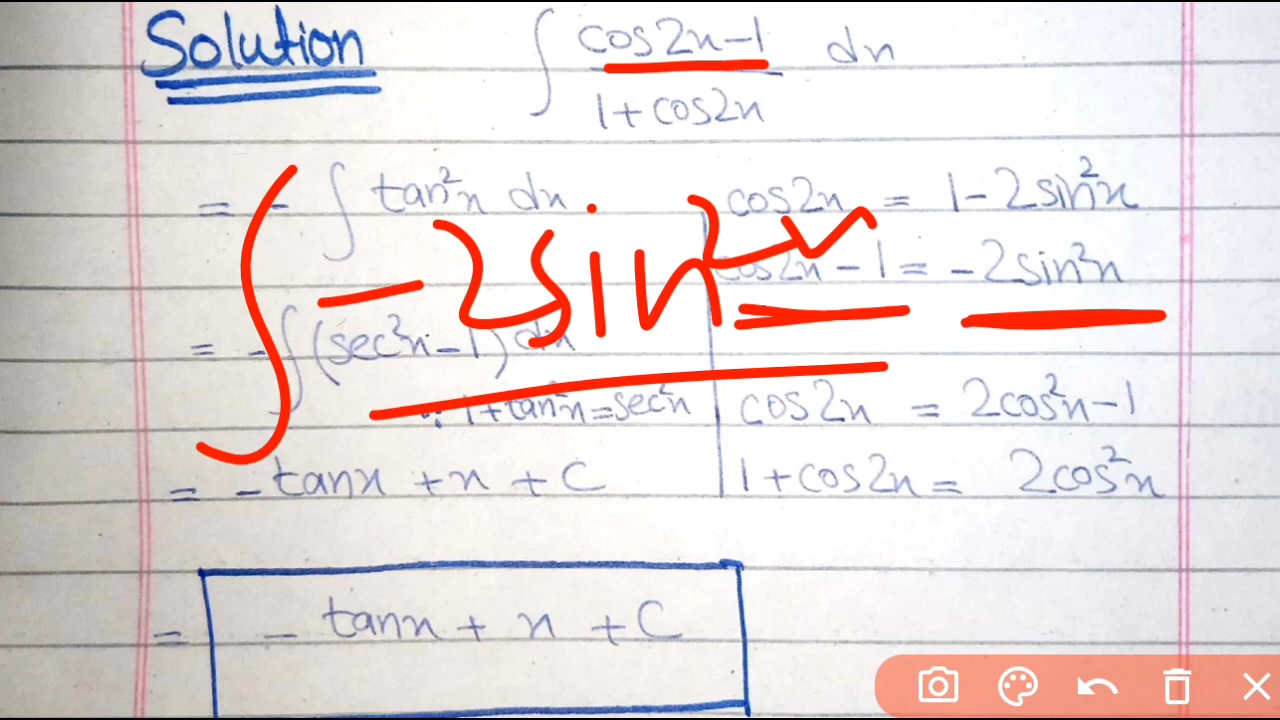 Solution
∫ cos2x-1 / 1+cos2x dx
= - ∫ tan²x dx
cos2x = 1-2sin²x
cos2x -1 = -2sin²x
∫ -2sin²x
= -∫(sec²x-1) dx
∵ 1+tan²x=sec²x
cos2x = 2cos²x-1
= -tanx +x + C
1+cos2x = 2cos²x
= - tanx + x + C